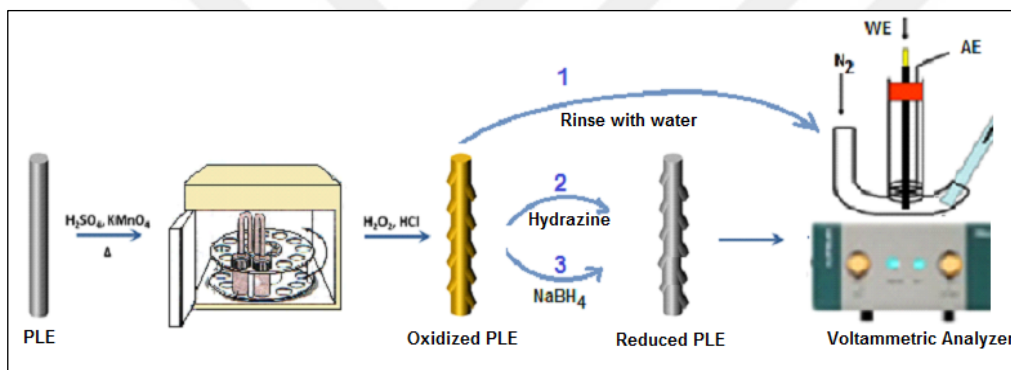 WE
AE
N2
1
Rinse with water
2
Hydrazine
H2SO4, KMnO4
Δ
H2O2, HCl
3
NaBH4
PLE
Oxidized PLE
Reduced PLE
Voltammetric Analyzer